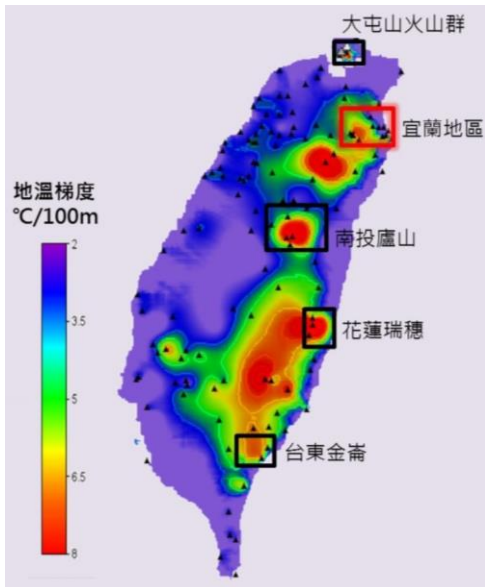 大屯山火山群
宜蘭地區
地溫梯度
℃/100m
南投廬山
2
3.5
花蓮瑞穗
5
台東金崙
6.5
8